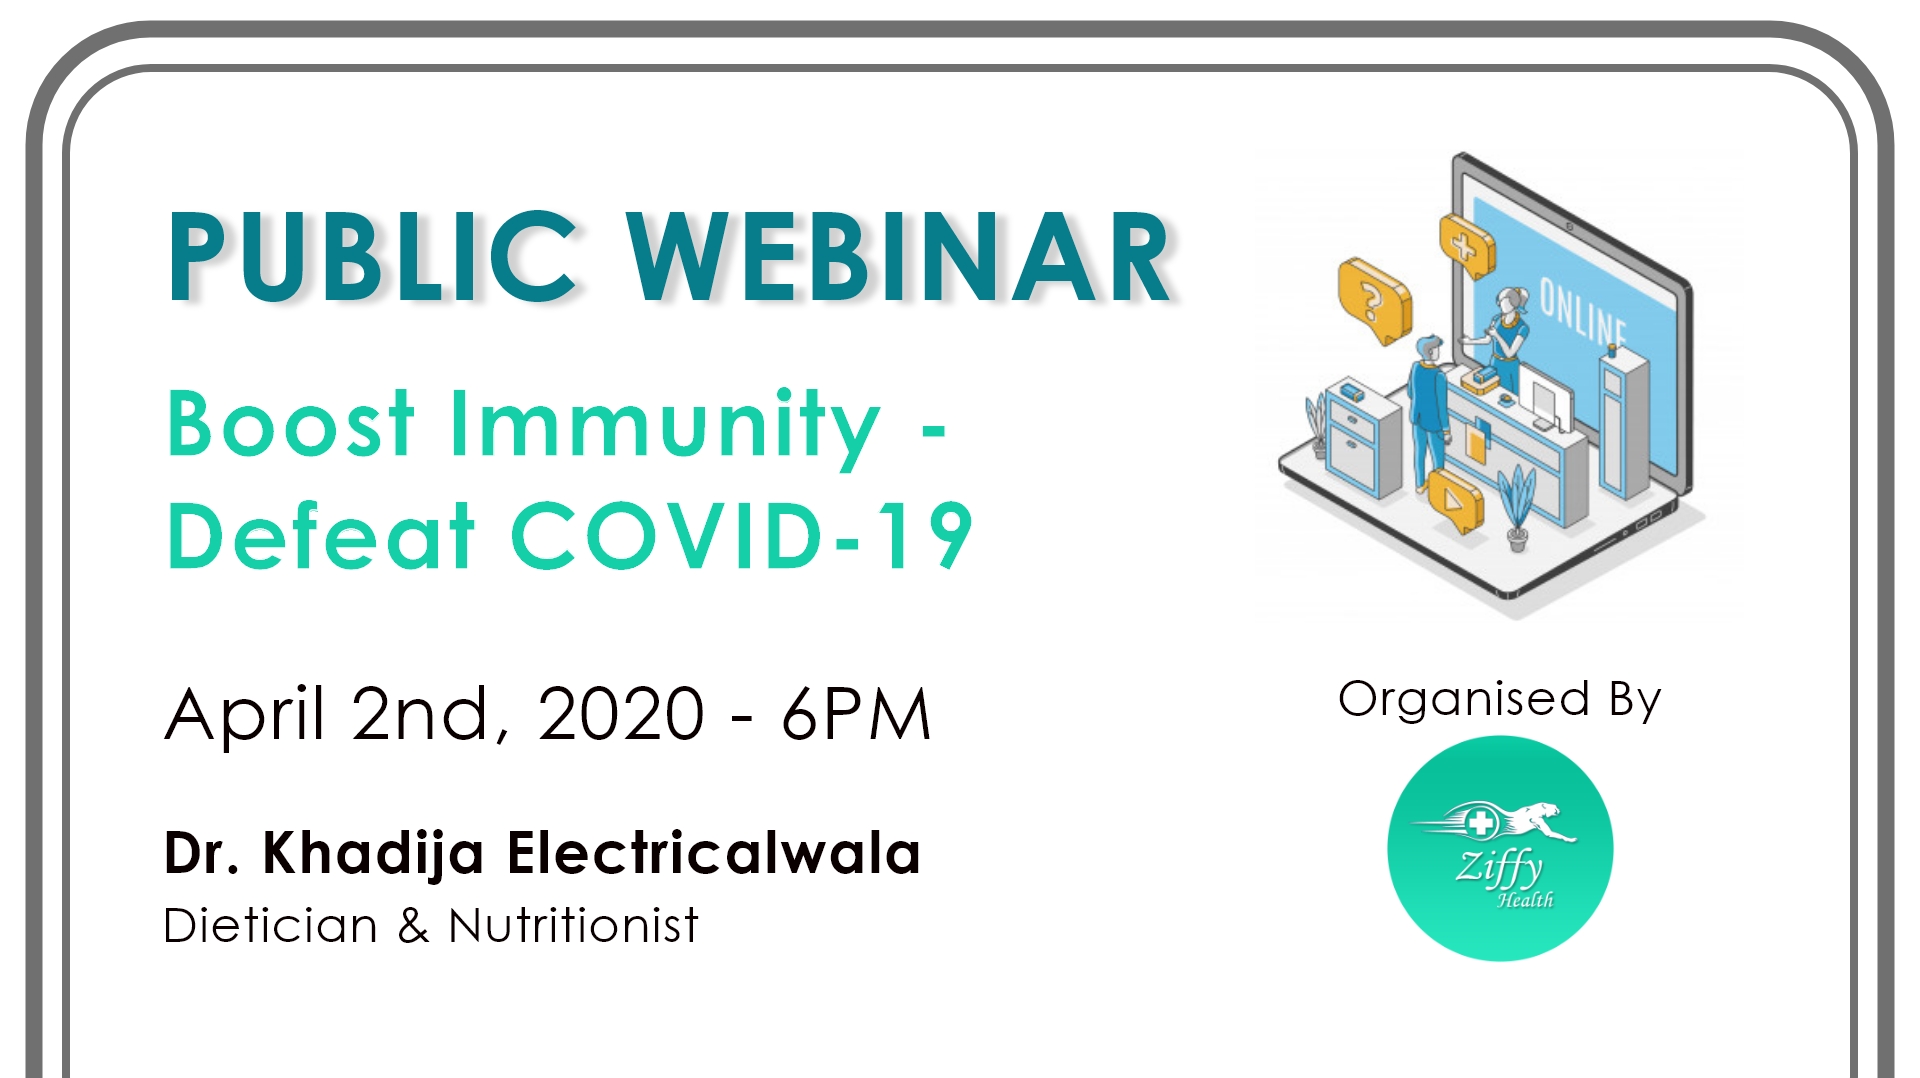 PUBLIC WEBINAR
Boost Immunity -
Defeat COVID-19
April 2nd, 2020 - 6PM
Dr. Khadija Electricalwala
Dietician & Nutritionist
?
ONLINE
Organised By
Ziffy
Health